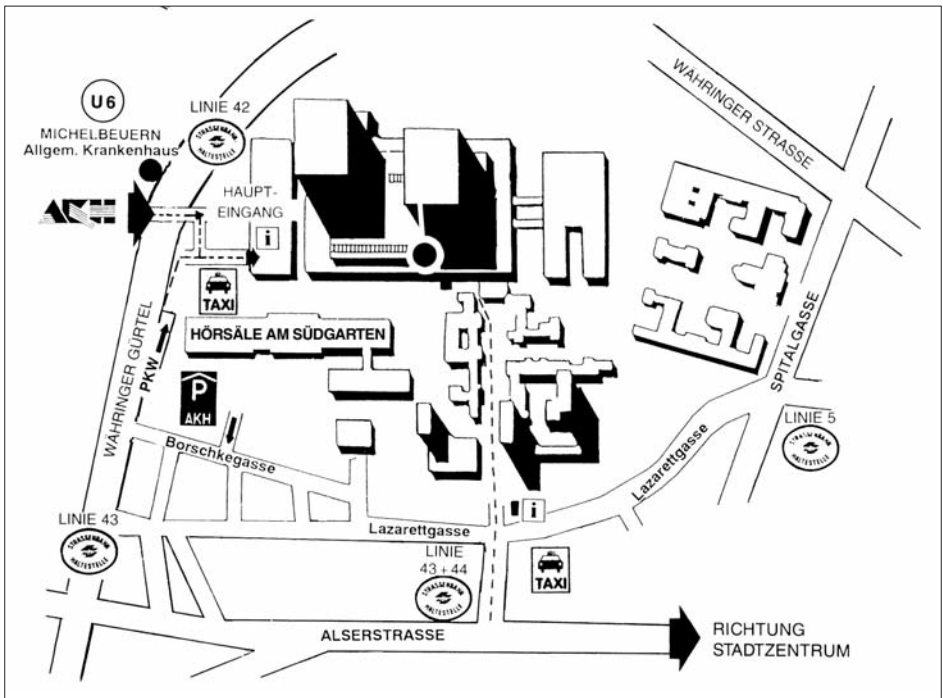 U6
MICHELBEUERN
Allgem. Krankenhaus
LINIE 42
STRASSENBAHN
HALTESTELLE
AKH
HAUPT-
EINGANG
i
TAXI
WÄHRINGER STRASSE
SPITALGASSE
HÖRSÄLE AM SÜDGARTEN
WÄHRINGER GÜRTEL
PKW
P
AKH
Borschkegasse
LINIE 5
STRASSENBAHN
HALTESTELLE
Lazarettgasse
i
LINIE 43
STRASSENBAHN
HALTESTELLE
Lazarettgasse
LINIE
43 + 44
STRASSENBAHN
HALTESTELLE
TAXI
ALSERSTRASSE
RICHTUNG
STADTZENTRUM